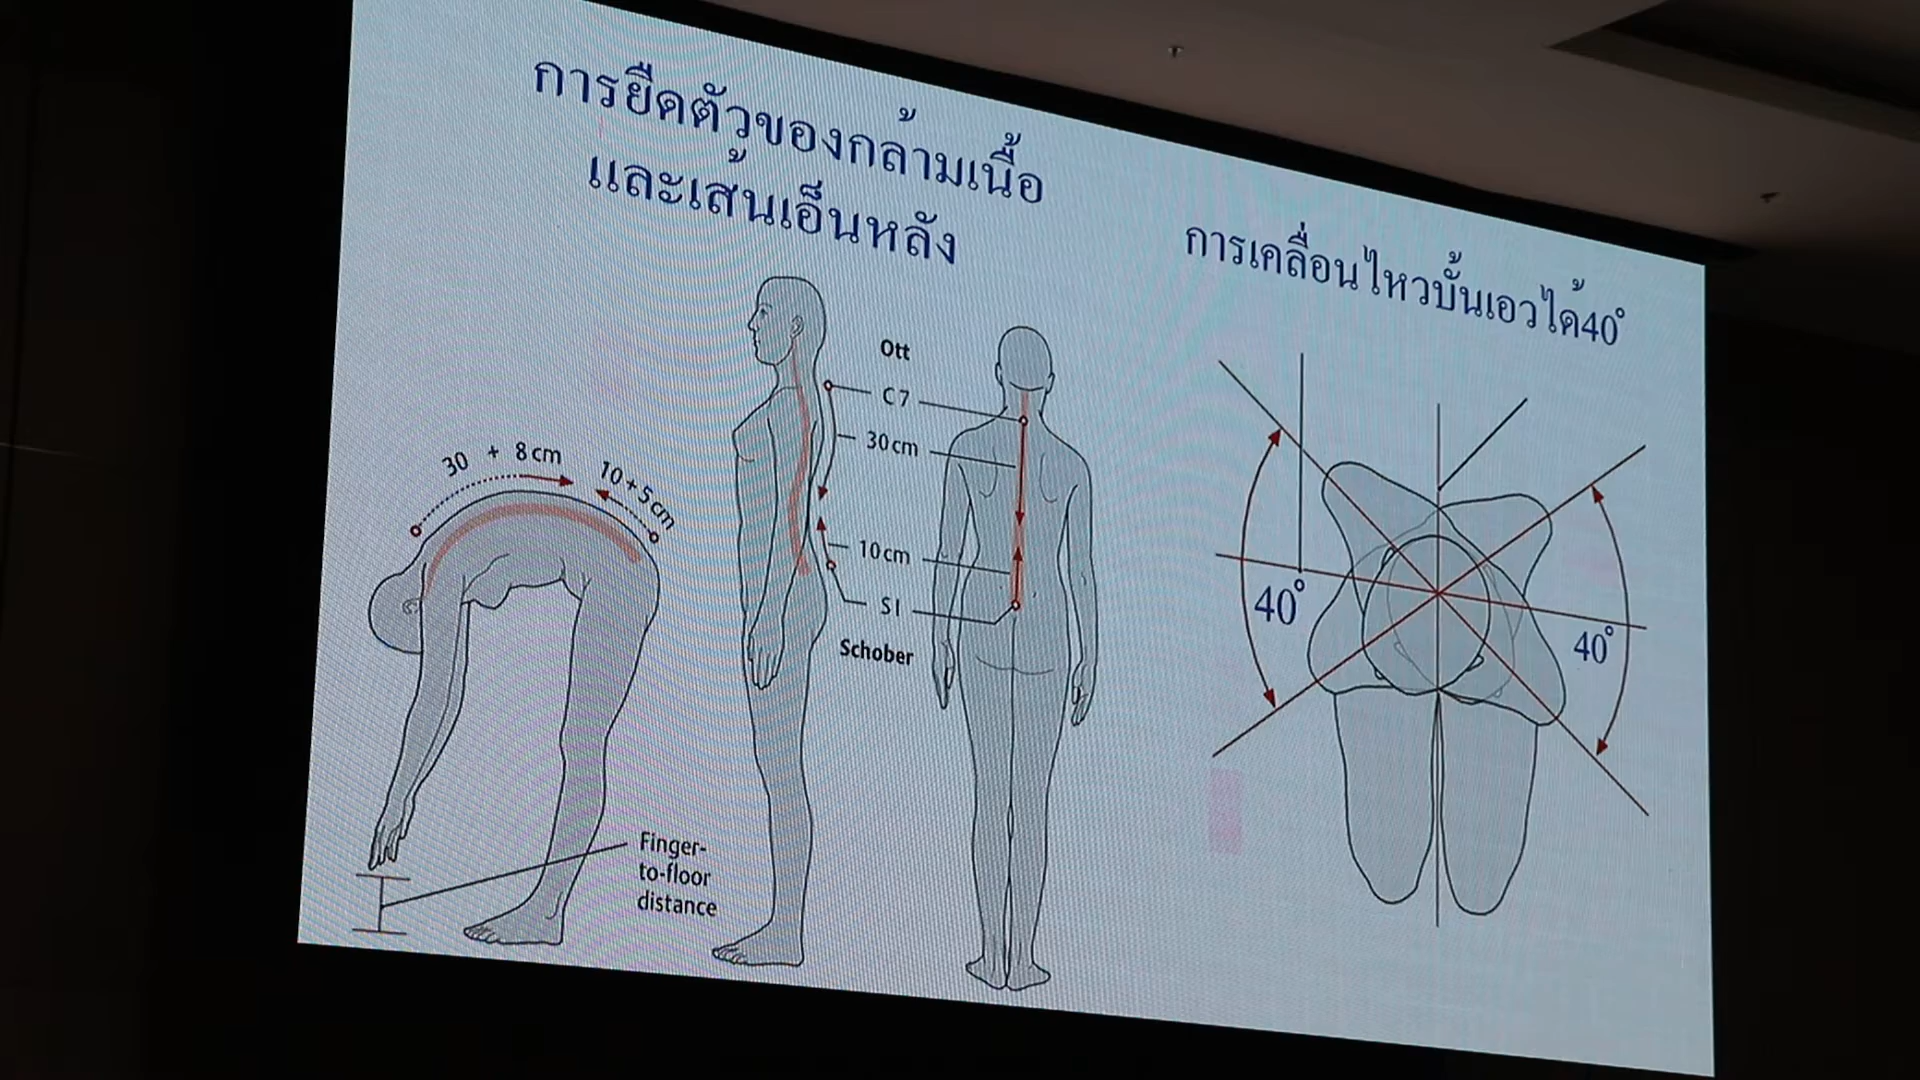 การยืดตัวของกล้ามเนื้อ
และเส้นเอ็นหลัง
การเคลื่อนไหวบั้นเอวได้40°
30 + 8cm
10+5cm
Ott
C7
30cm
10cm
S1
Schober
Finger-
to-floor
distance
40°
40°